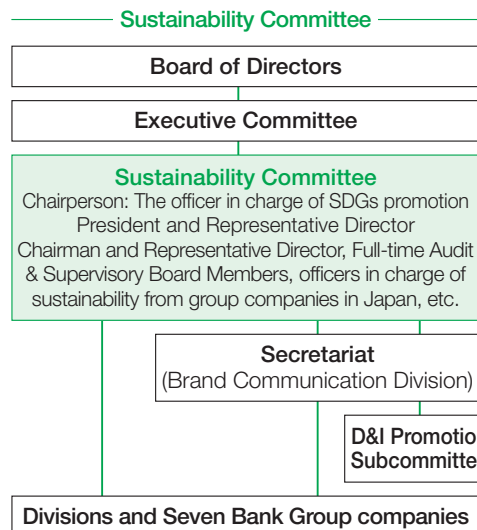 Sustainability Committee
Board of Directors
Executive Committee
Sustainability Committee
Chairperson: The officer in charge of SDGs promotion
President and Representative Director
Chairman and Representative Director, Full-time Audit
& Supervisory Board Members, officers in charge of
sustainability from group companies in Japan, etc.
Secretariat
(Brand Communication Division)
D&I Promotio
Subcommitte
Divisions and Seven Bank Group companies